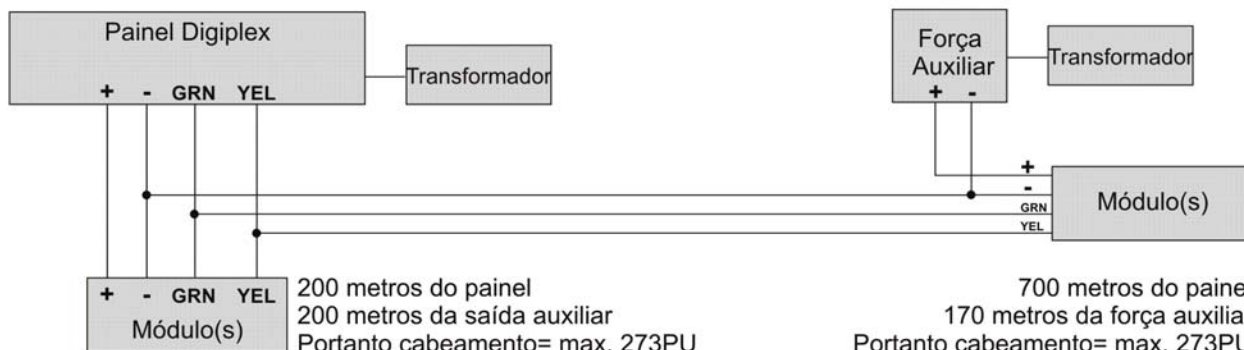 Painel Digiplex
+ - GRN YEL
Transformador
Força
Auxiliar
+ -
Transformador
+
-
GRN
YEL
Módulo(s)
+ - GRN YEL
Módulo(s)
200 metros do painel
200 metros da saída auxiliar
Portanto cabeamento= max. 273PU
700 metros do painel
170 metros da força auxiliar
Portanto cabeamento= max. 273PU